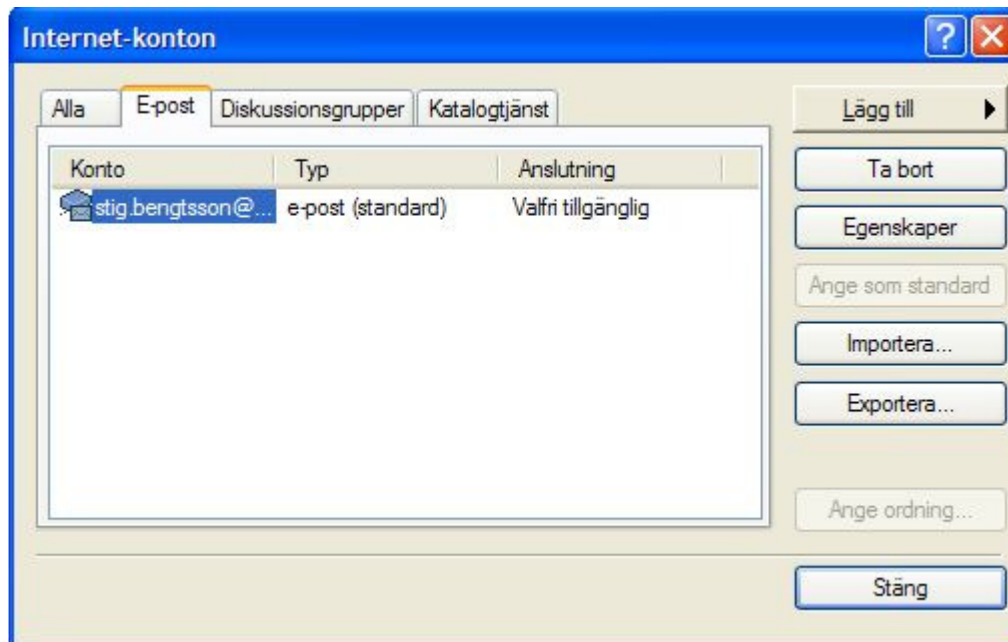 Internet-konton
Alla E-post Diskussionsgrupper Katalogtjänst
Lägg till
Konto Typ Anslutning
Ta bort
stig.bengtsson@... e-post (standard) Valfri tillgänglig
Egenskaper
Ange som standard
Importera...
Exportera...
Ange ordning...
Stäng